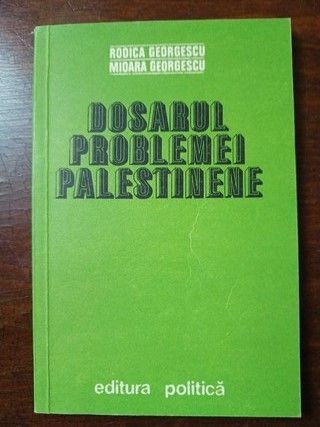 RODICA GEORGESCU
MIOARA GEORGESCU
DOSARUL
PROBLEMEI
PALESTINENE
editura politică